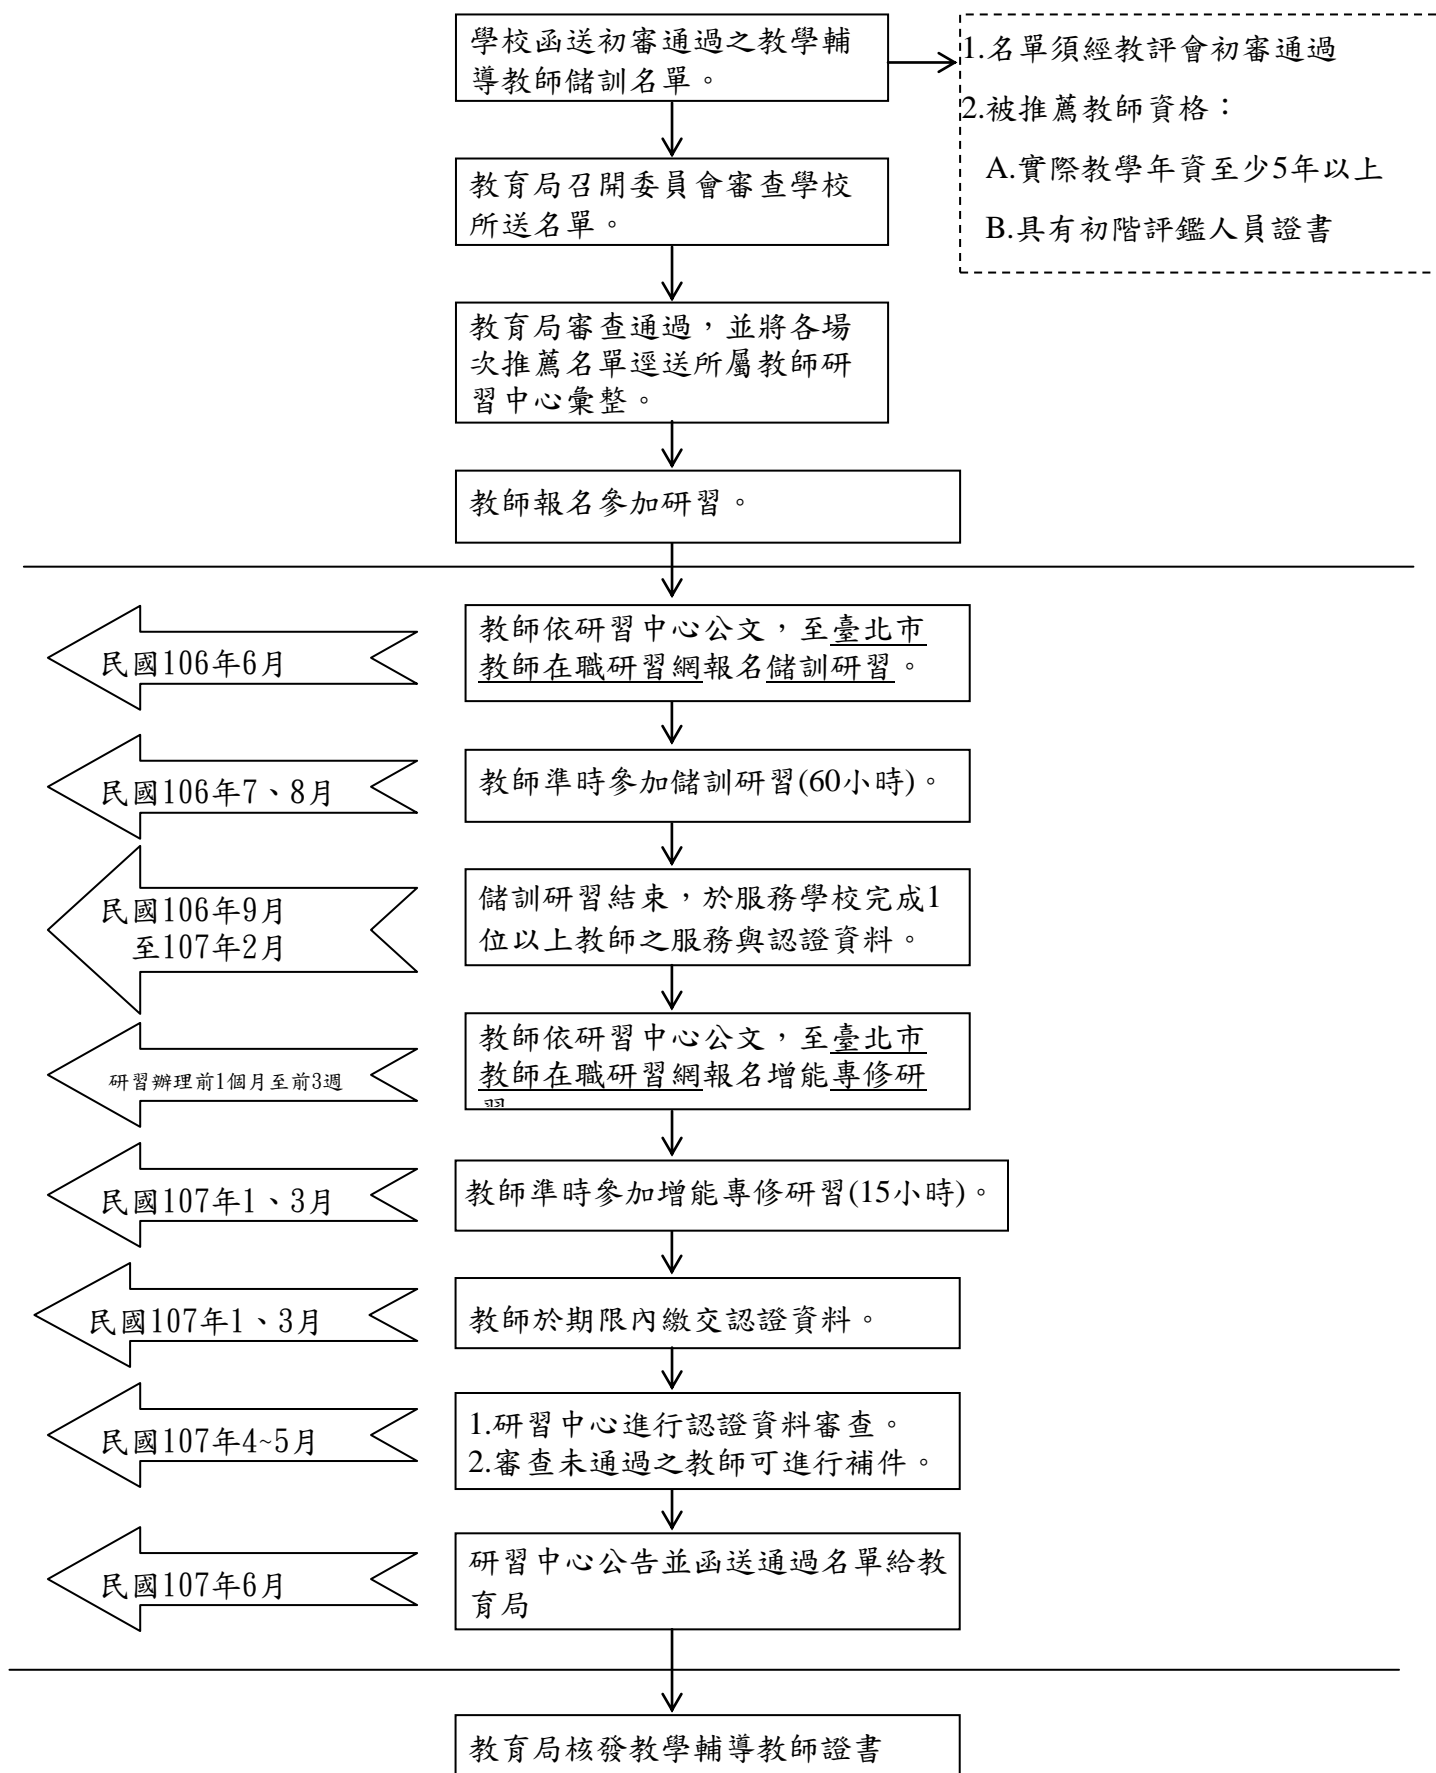 學校函送初審通過之教學輔
導教師儲訓名單。
1.名單須經教評會初審通過
2.被推薦教師資格：
A.實際教學年資至少5年以上
B.具有初階評鑑人員證書
教育局召開委員會審查學校
所送名單。
教育局審查通過，並將各場
次推薦名單逕送所屬教師研
習中心彙整。
教師報名參加研習。
民國106年6月
教師依研習中心公文，至臺北市
教師在職研習網報名儲訓研習。
民國106年7、8月
教師準時參加儲訓研習(60小時)。
民國106年9月
至107年2月
儲訓研習結束，於服務學校完成1
位以上教師之服務與認證資料。
研習辦理前1個月至前3週
教師依研習中心公文，至臺北市
教師在職研習網報名增能專修研
民國107年1、3月
教師準時參加增能專修研習(15小時)。
民國107年1、3月
教師於期限內繳交認證資料。
民國107年4~5月
1.研習中心進行認證資料審查。
2.審查未通過之教師可進行補件。
民國107年6月
研習中心公告並函送通過名單給教
育局
教育局核發教學輔導教師證書